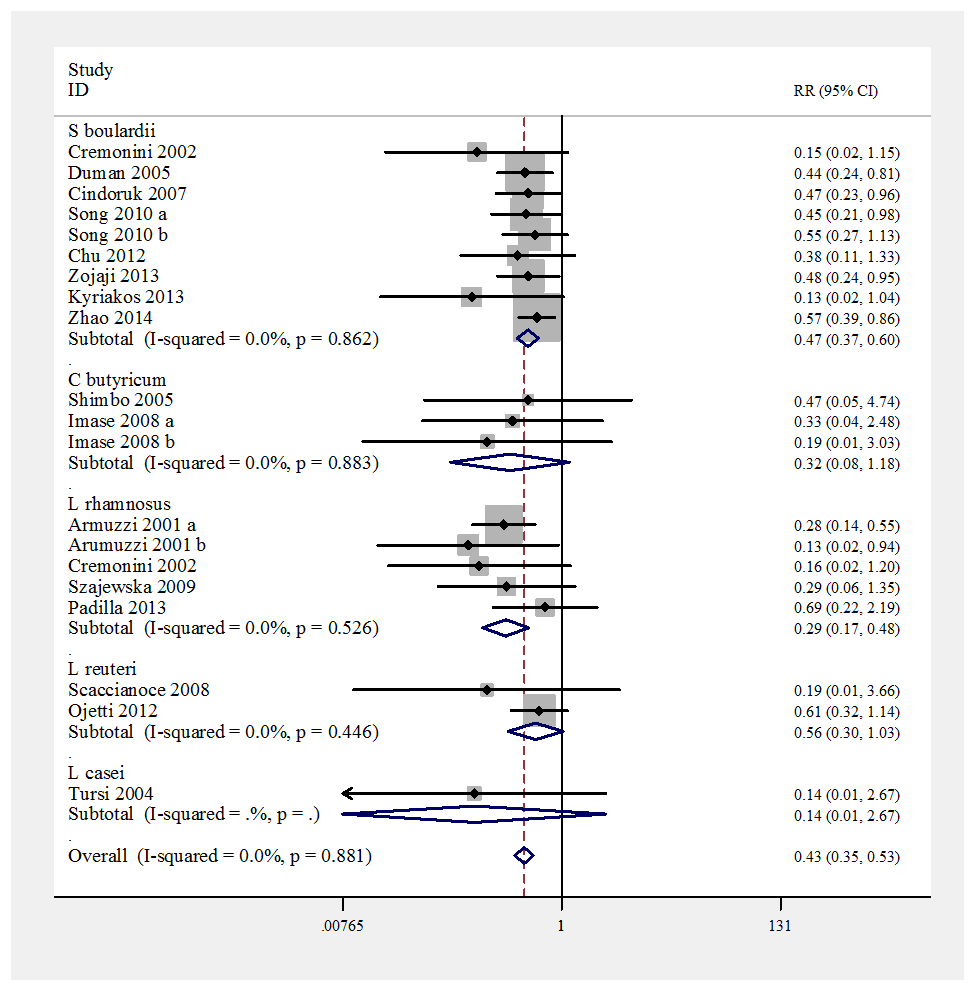 Study
ID RR (95% CI)
S boulardii
Cremonini 2002 0.15 (0.02, 1.15)
Duman 2005 0.44 (0.24, 0.81)
Cindoruk 2007 0.47 (0.23, 0.96)
Song 2010 a 0.45 (0.21, 0.98)
Song 2010 b 0.55 (0.27, 1.13)
Chu 2012 0.38 (0.11, 1.33)
Zojaji 2013 0.48 (0.24, 0.95)
Kyriakos 2013 0.13 (0.02, 1.04)
Zhao 2014 0.57 (0.39, 0.86)
Subtotal (I-squared = 0.0%, p = 0.862) 0.47 (0.37, 0.60)
.
C butyricum
Shimbo 2005 0.47 (0.05, 4.74)
Imase 2008 a 0.33 (0.04, 2.48)
Imase 2008 b 0.19 (0.01, 3.03)
Subtotal (I-squared = 0.0%, p = 0.883) 0.32 (0.08, 1.18)
.
L rhamnosus
Armuzzi 2001 a 0.28 (0.14, 0.55)
Arumuzzi 2001 b 0.13 (0.02, 0.94)
Cremonini 2002 0.16 (0.02, 1.20)
Szajewska 2009 0.29 (0.06, 1.35)
Padilla 2013 0.69 (0.22, 2.19)
Subtotal (I-squared = 0.0%, p = 0.526) 0.29 (0.17, 0.48)
.
L reuteri
Scaccianoce 2008 0.19 (0.01, 3.66)
Ojetti 2012 0.61 (0.32, 1.14)
Subtotal (I-squared = 0.0%, p = 0.446) 0.56 (0.30, 1.03)
.
L casei
Tursi 2004 0.14 (0.01, 2.67)
Subtotal (I-squared = .%, p = .) 0.14 (0.01, 2.67)
.
Overall (I-squared = 0.0%, p = 0.881) 0.43 (0.35, 0.53)
.00765 1 131